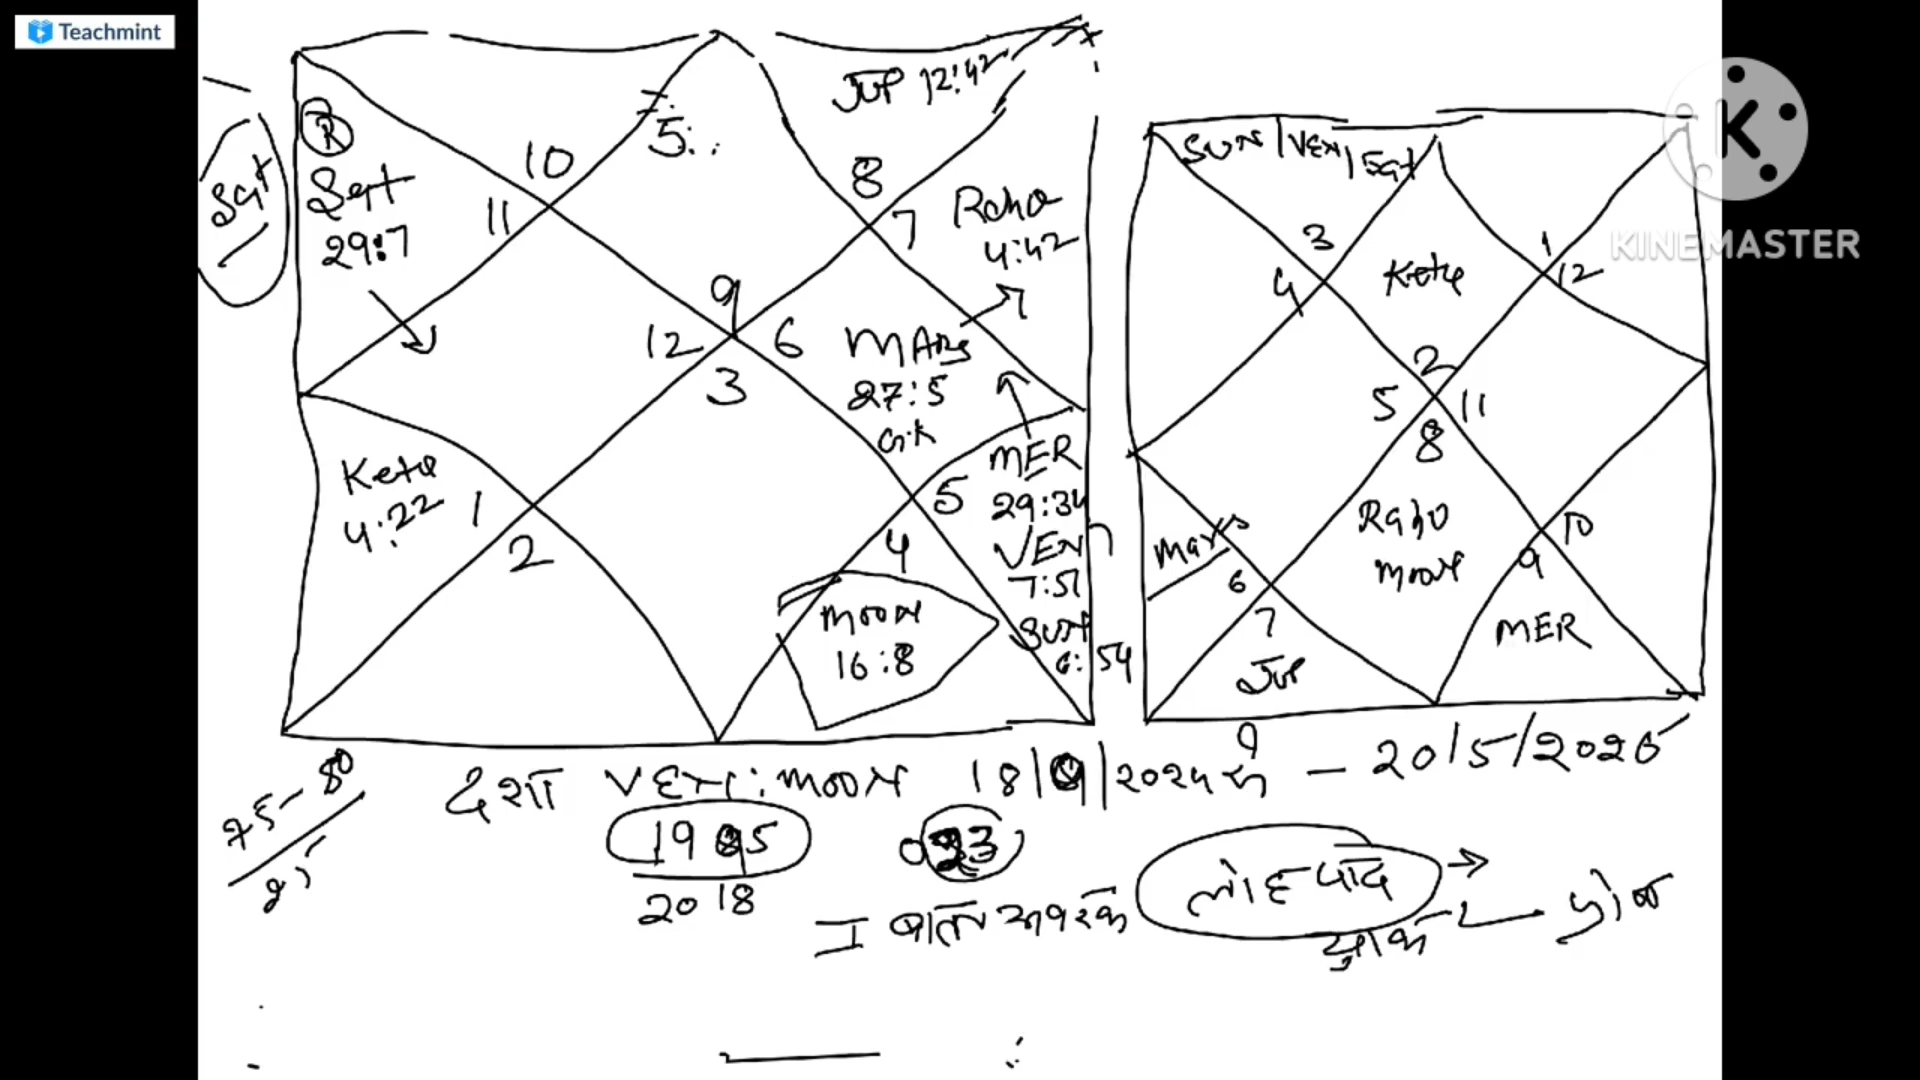 Teachmint
KINEMASTER
JUP 12:42
5
R
Sat
29:7
Sat
10
11
8
7
Raho
4:42
9
12
6
3
MARS
27:5
G.K
MER
29:34
VEN
7:51
SUN
6:54
5
4
Moon
16:8
Ketu
4:22
1
2
SUN/VEN/Sat
3
4
Ketu
1
12
2
5
11
8
Raho
Moon
Mars
6
7
Jup
10
9
MER
दशा VEN: MOON 18/9/2024 से - 20/5/2026
75-80
1995
2018
23
लोह पाद